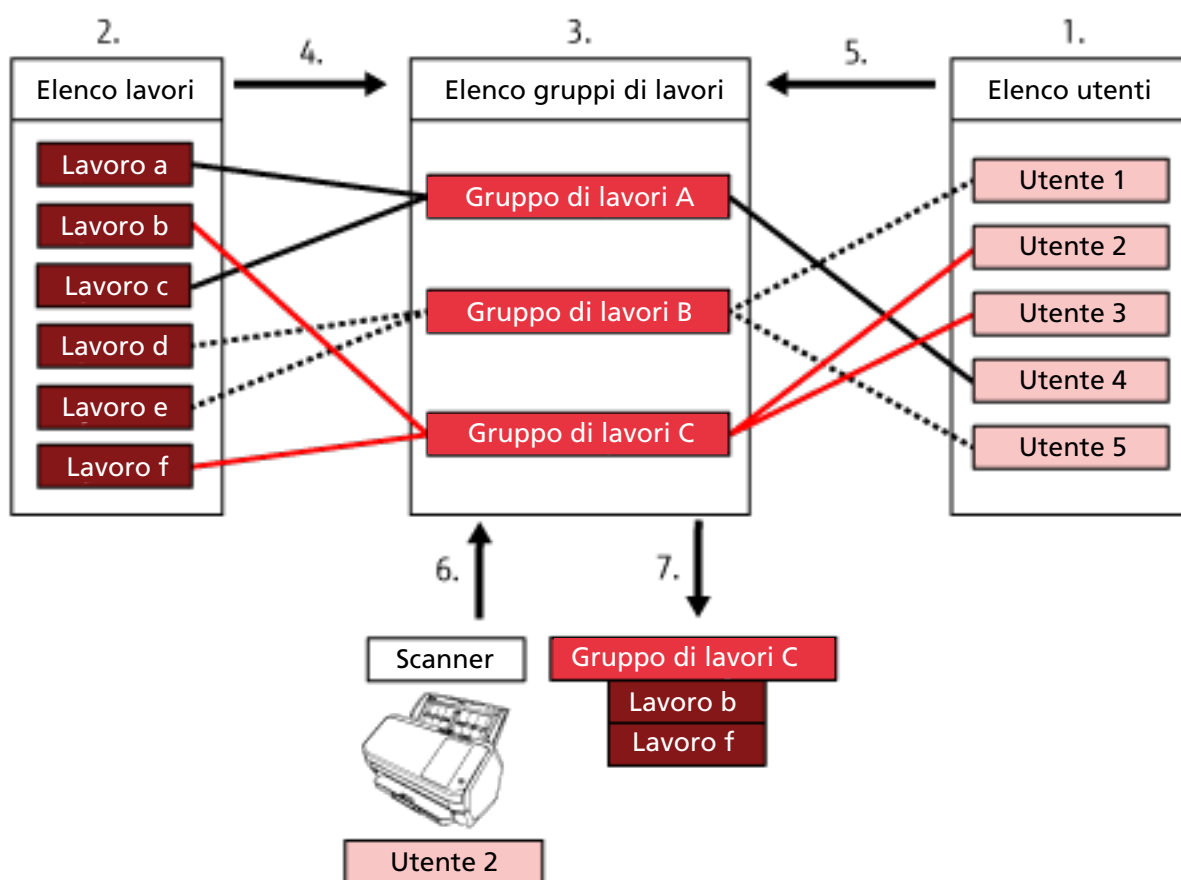 2.
4.
3.
5.
1.
Elenco lavori
Elenco gruppi di lavori
Elenco utenti
Lavoro a
Lavoro b
Lavoro c
Lavoro d
Lavoro e
Lavoro f
Gruppo di lavori A
Gruppo di lavori B
Gruppo di lavori C
Utente 1
Utente 2
Utente 3
Utente 4
Utente 5
6.
7.
Scanner
Utente 2
Gruppo di lavori C
Lavoro b
Lavoro f